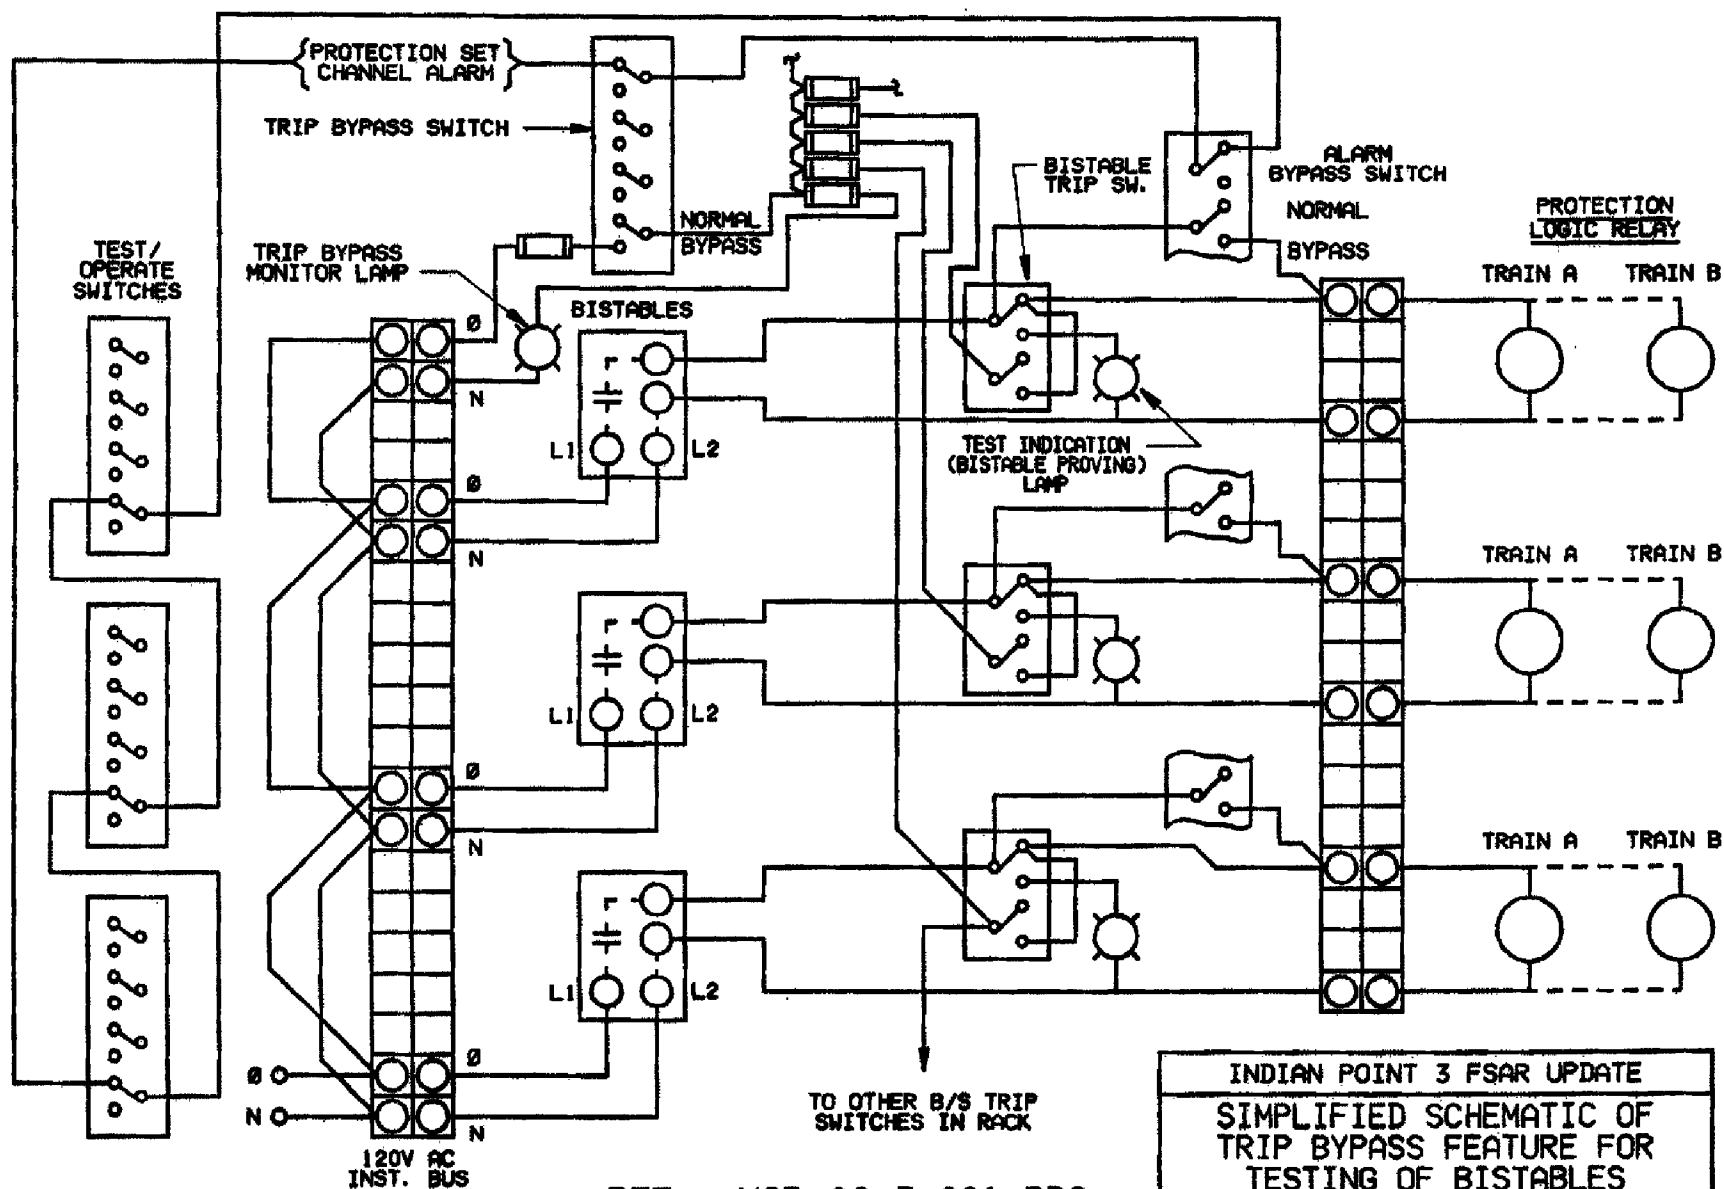 PROTECTION SET
CHANNEL ALARM
TRIP BYPASS SWITCH
NORMAL
BYPASS
BISTABLE
TRIP SW.
ALARM
BYPASS SWITCH
NORMAL
BYPASS
PROTECTION
LOGIC RELAY
TRAIN A
TRAIN B
TEST/
OPERATE
SWITCHES
TRIP BYPASS
MONITOR LAMP
BISTABLES
Ø
N
L1
L2
Ø
N
TEST INDICATION
(BISTABLE PROVING)
LAMP
TRAIN A
TRAIN B
L1
L2
Ø
N
TRAIN A
TRAIN B
L1
L2
Ø
Ø
N
N
120V AC
INST. BUS
TO OTHER B/S TRIP
SWITCHES IN RACK
INDIAN POINT 3 FSAR UPDATE
SIMPLIFIED SCHEMATIC OF
TRIP BYPASS FEATURE FOR
TESTING OF BISTABLES